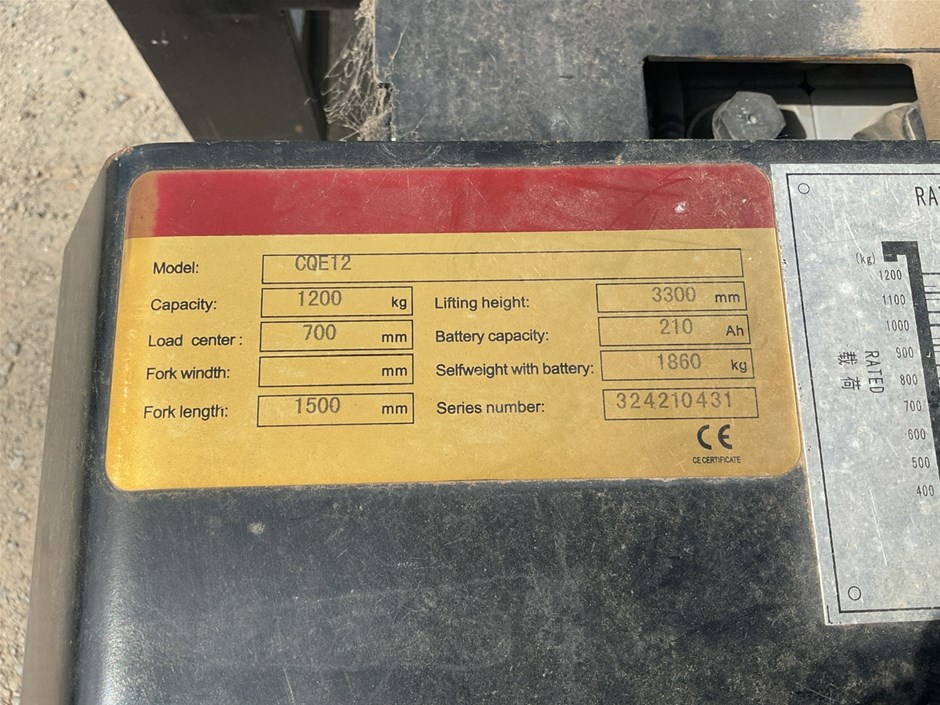 Model: CQE12
Capacity: 1200 kg
Lifting height: 3300 mm
Load center: 700 mm
Battery capacity: 210 Ah
Fork windth: mm
Selfweight with battery: 1860 kg
Fork length: 1500 mm
Series number: 324210431
CE
CE CERTIFICATE
(kg)
1200
1100
1000
900
800
700
600
500
400
载荷
RATED